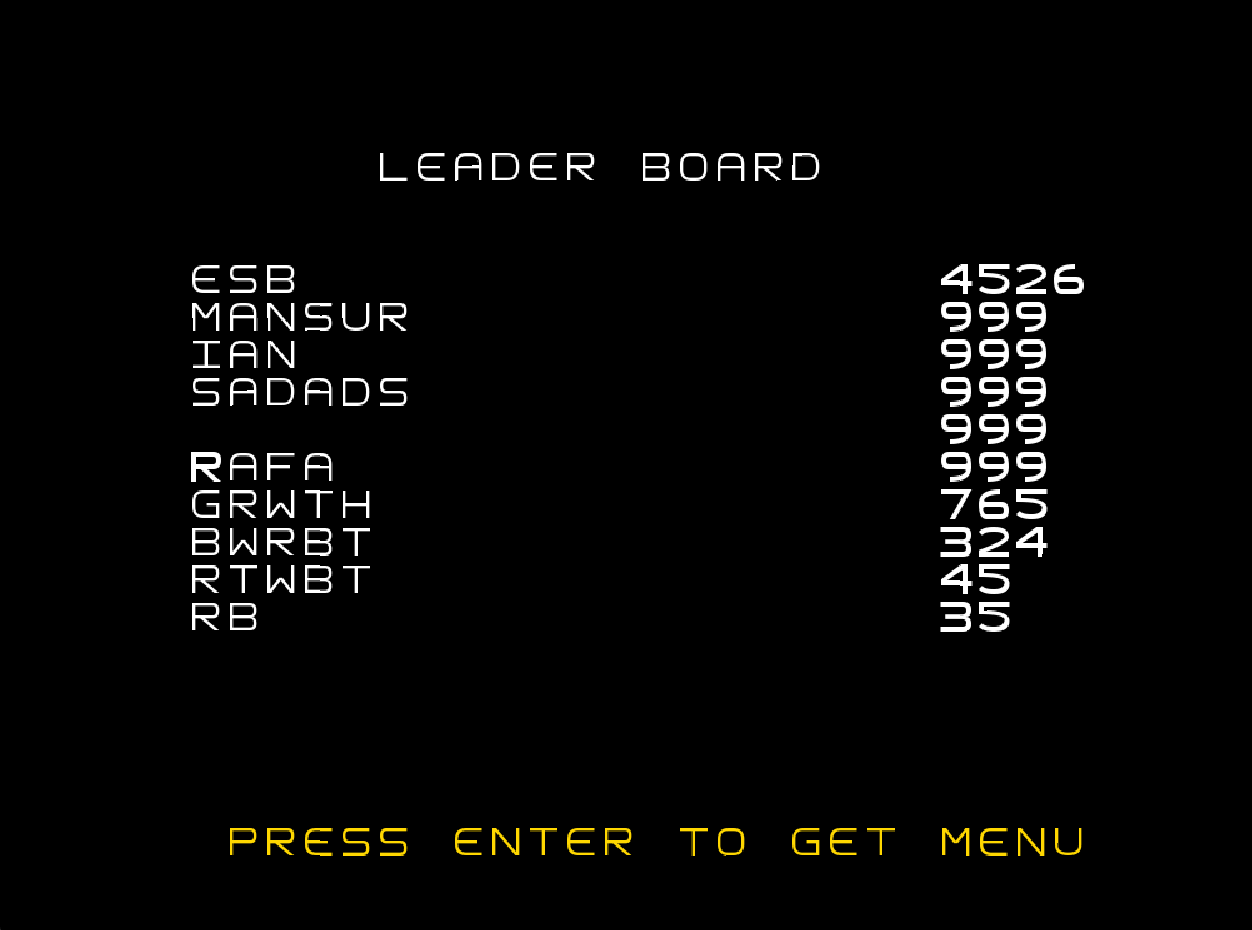 LEADER BOARD
ESB 4526
MANSUR 999
IAN 999
SADADS 999
999
RAFA 999
GRWTH 765
BWRBT 324
RTWBT 45
RB 35
PRESS ENTER TO GET MENU